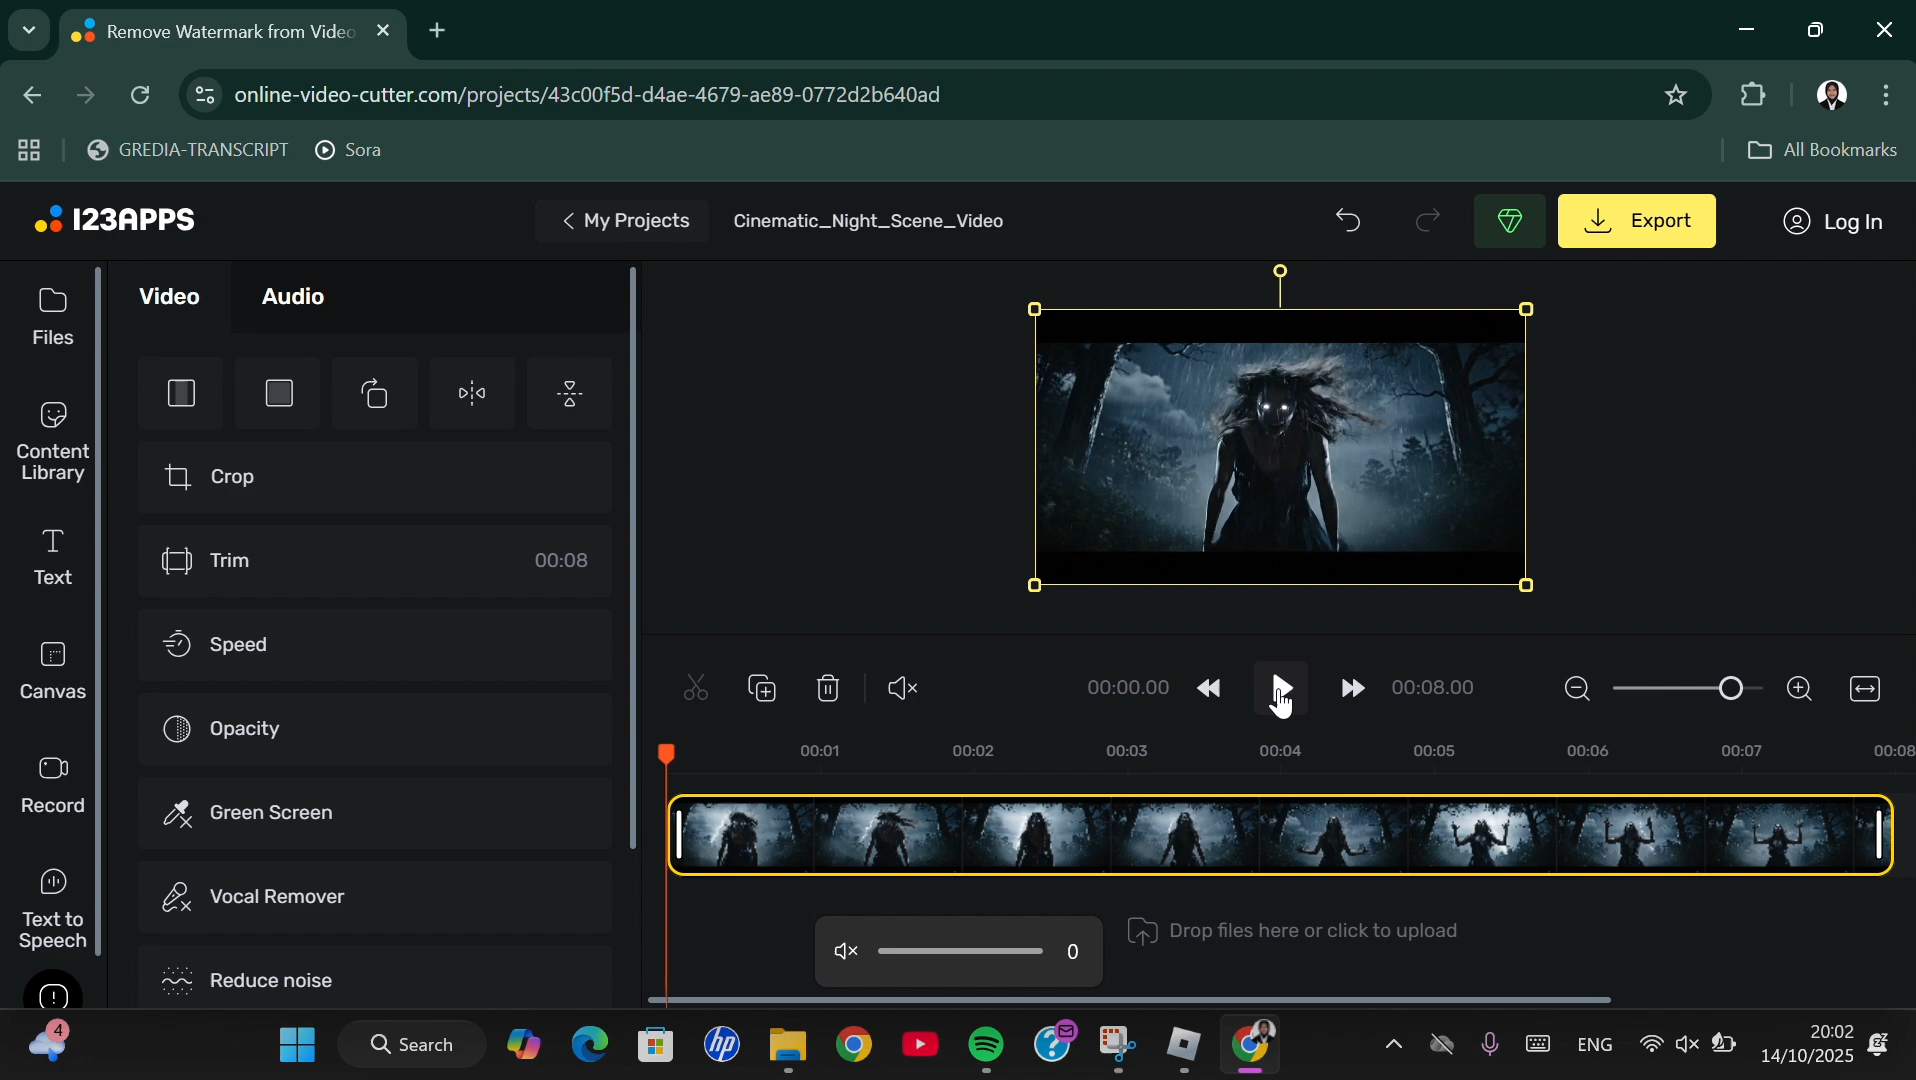 Remove Watermark from Video
online-video-cutter.com/projects/43c00f5d-d4ae-4679-ae89-0772d2b640ad
GREDIA-TRANSCRIPT
Sora
All Bookmarks
123APPS
My Projects
Cinematic_Night_Scene_Video
Export
Log In
Files
Content
Library
Text
Canvas
Record
Text to
Speech
Video
Audio
Crop
Trim
00:08
Speed
Opacity
Green Screen
Vocal Remover
Reduce noise
00:00.00
00:08.00
00:01
00:02
00:03
00:04
00:05
00:06
00:07
00:08
0
Drop files here or click to upload
4
Search
hp
ENG
20:02
14/10/2025